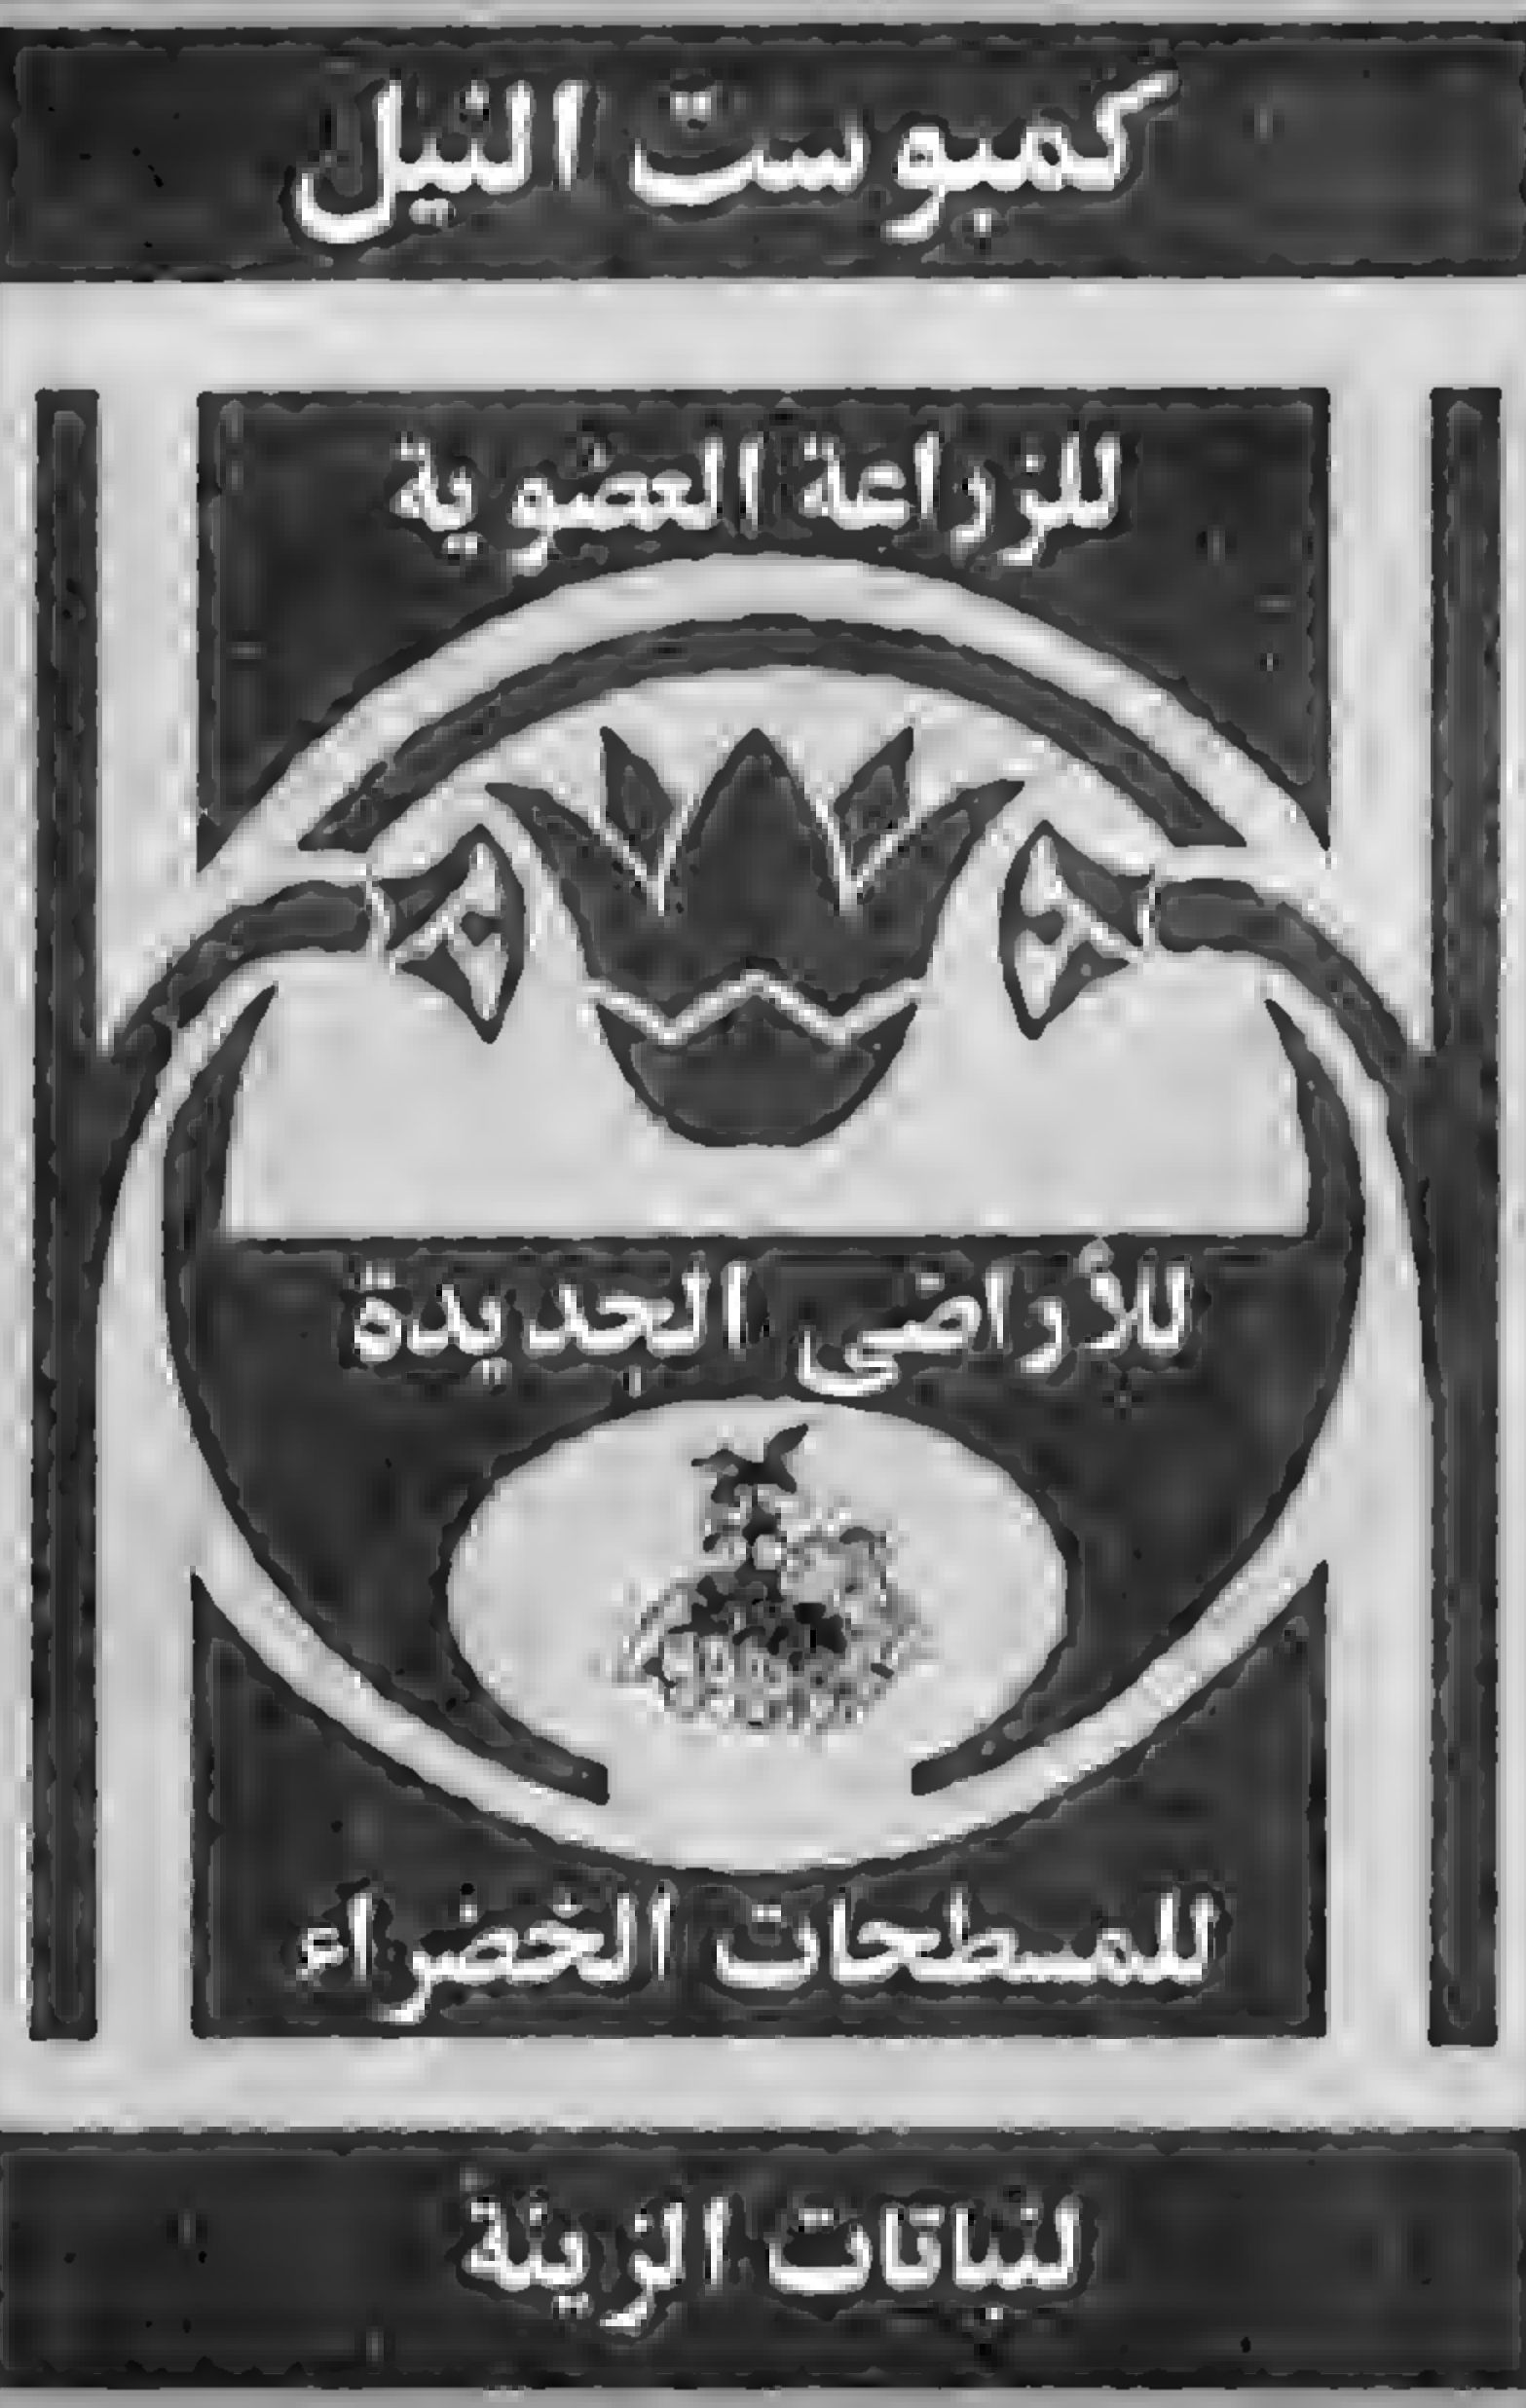 كمبوست النيل
للزراعة العضوية
للأراضى الجديدة
للمسطحات الخضراء
لنباتات الزينة